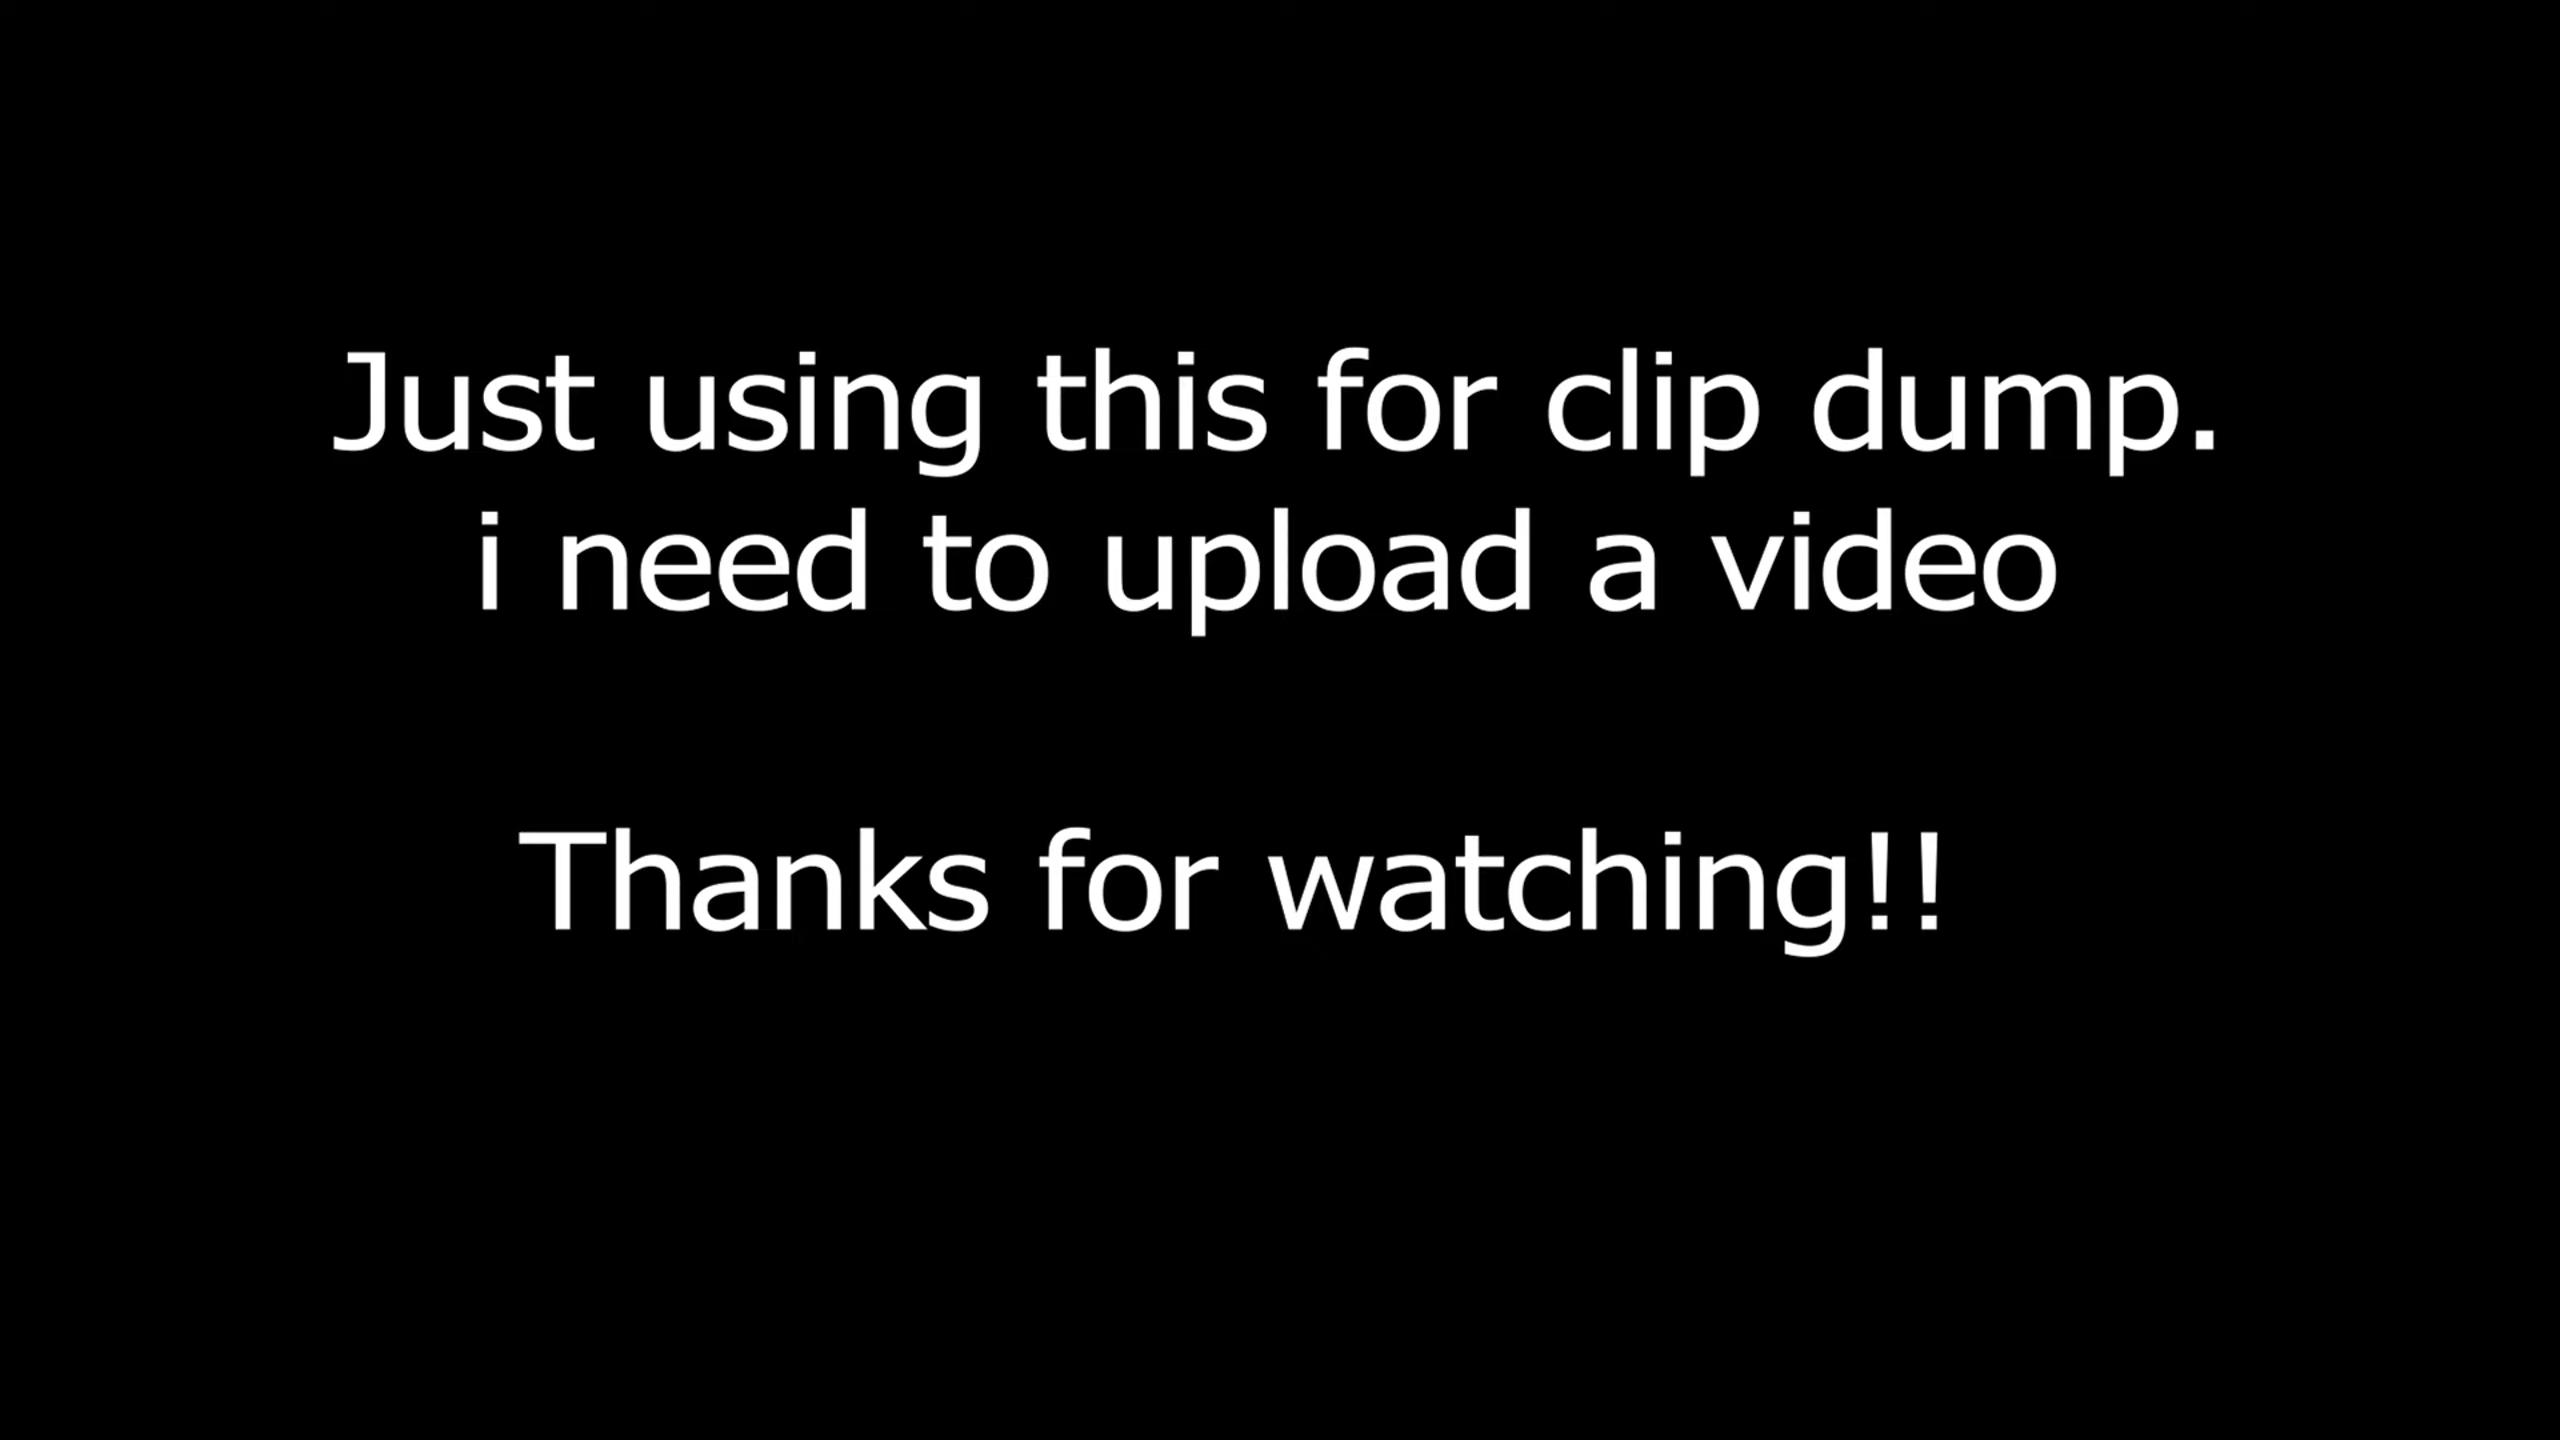 Just using this for clip dump.
i need to upload a video
Thanks for watching!!